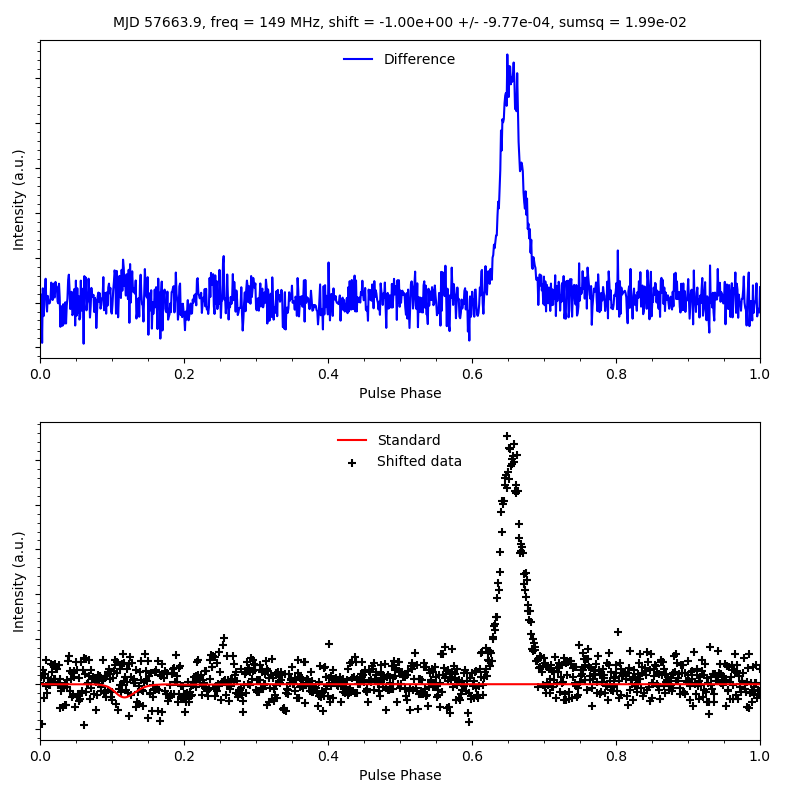 MJD 57663.9, freq = 149 MHz, shift = -1.00e+00 +/- -9.77e-04, sumsq = 1.99e-02
Difference
Intensity (a.u.)
0.0 0.2 0.4 0.6 0.8 1.0
Pulse Phase
Standard
Shifted data
Intensity (a.u.)
0.0 0.2 0.4 0.6 0.8 1.0
Pulse Phase